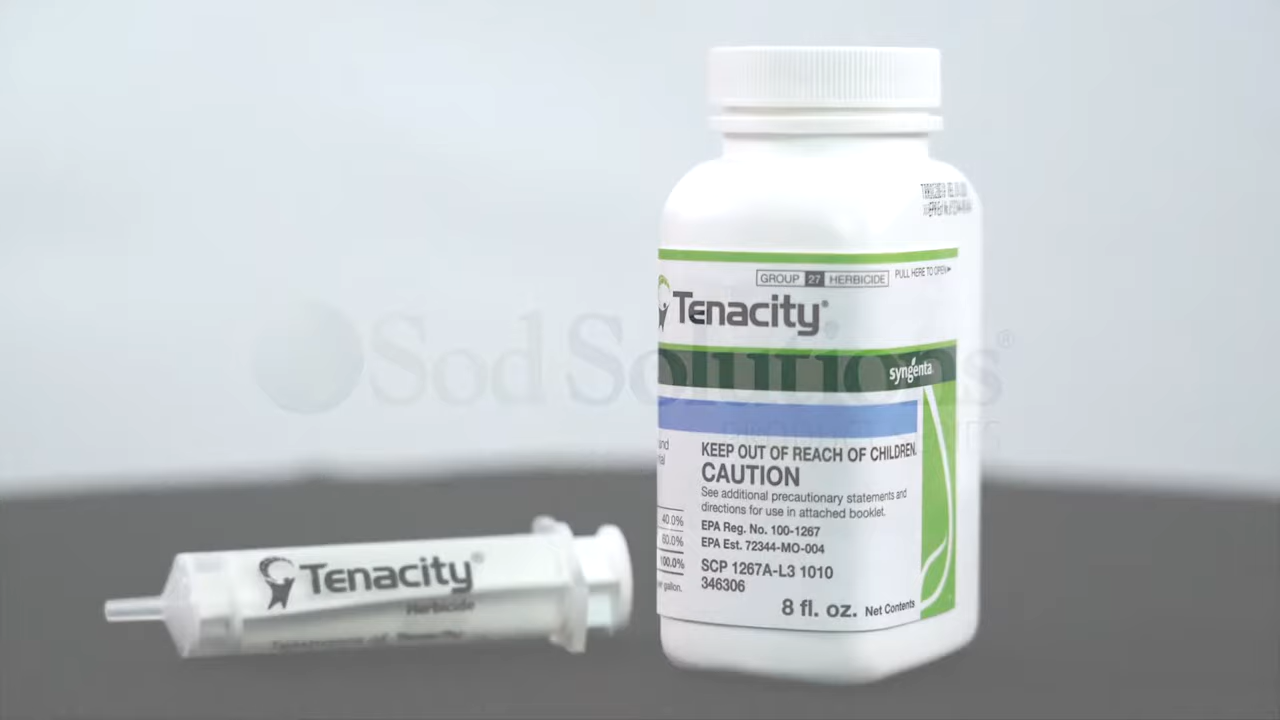 GROUP 27 HERBICIDE
PULL HERE TO OPEN
Tenacity®
Sod Solutions®
syngenta
KEEP OUT OF REACH OF CHILDREN.
CAUTION
See additional precautionary statements and
directions for use in attached booklet.
EPA Reg. No. 100-1267
EPA Est. 72344-MO-004
SCP 1267A-L3 1010
346306
8 fl. oz. Net Contents
40.0%
60.0%
100.0%
gallon.
Tenacity®
Herbicide